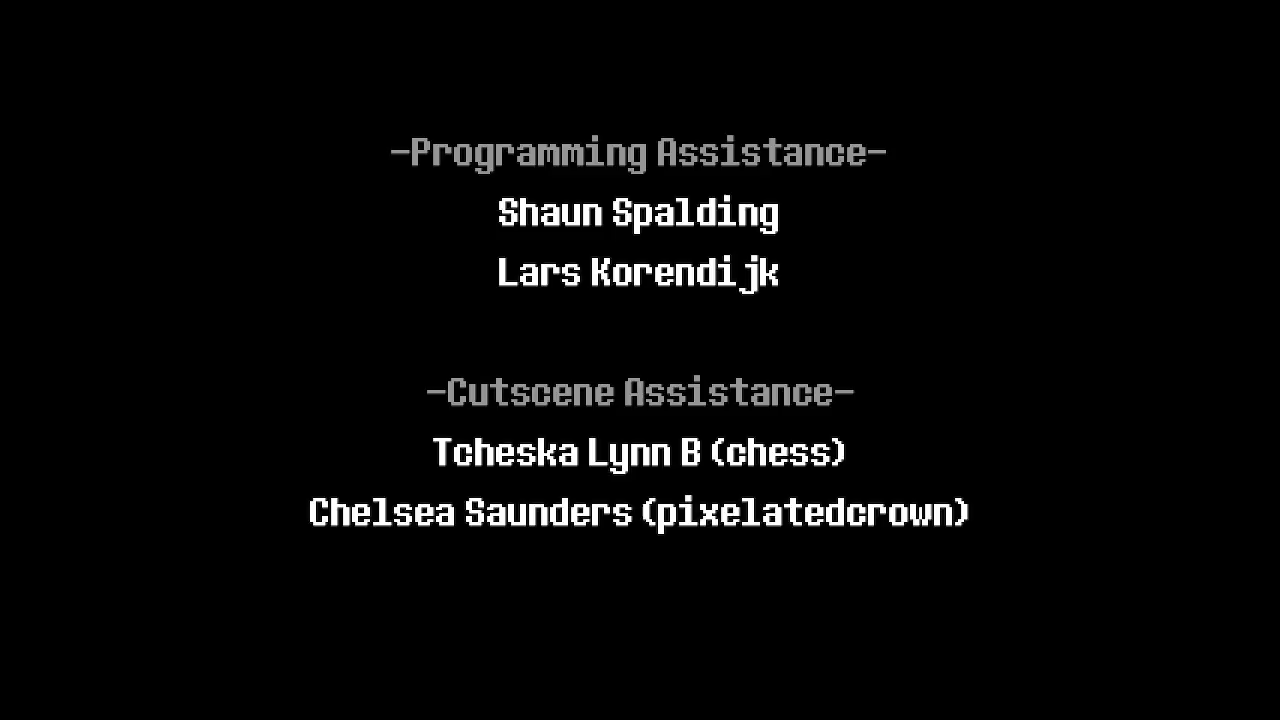 -Programming Assistance-
Shaun Spalding
Lars Korendijk
-Cutscene Assistance-
Tcheska Lynn B (chess)
Chelsea Saunders (pixelatedcrown)